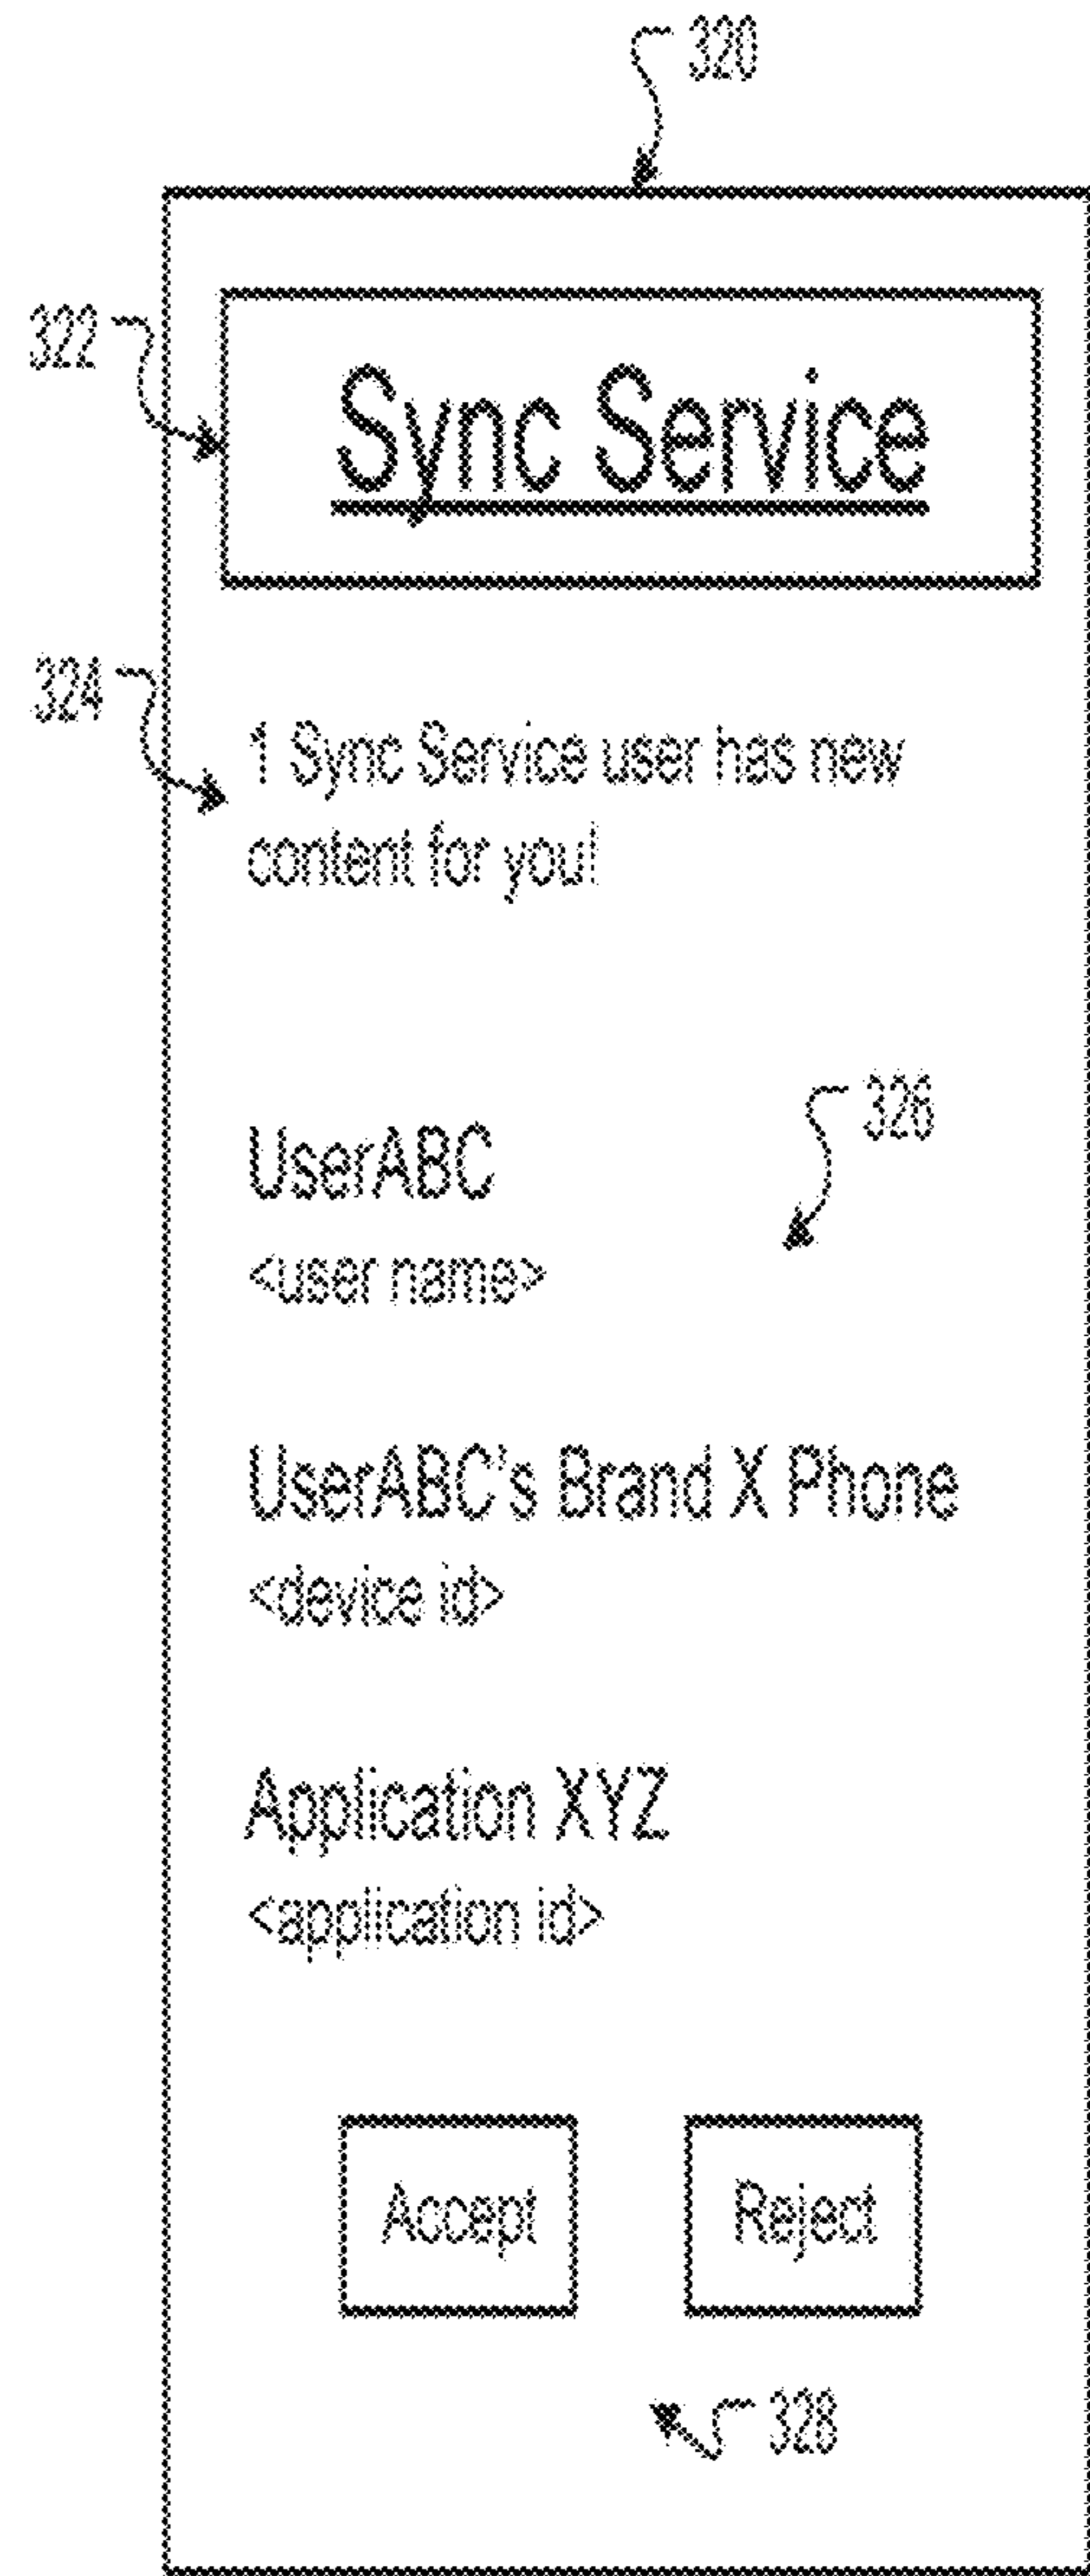 320
322
Sync Service
324
1 Sync Service user has new
content for you!
326
UserABC
<user name>
UserABC's Brand X Phone
<device id>
Application XYZ
<application id>
Accept Reject
328